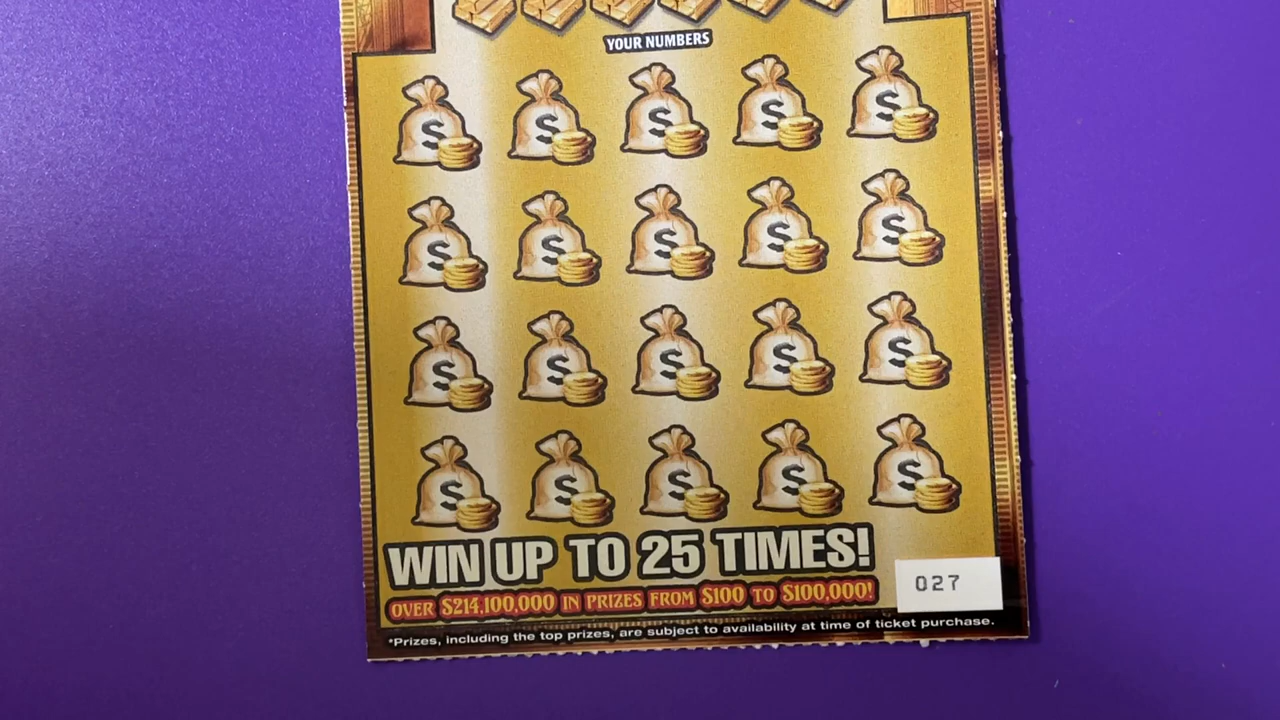 YOUR NUMBERS
$ $ $ $ $
$ $ $ $ $
$ $ $ $ $
$ $ $ $ $
WIN UP TO 25 TIMES!
OVER $214,100,000 IN PRIZES FROM $100 TO $100,000!
027
*Prizes, including the top prizes, are subject to availability at time of ticket purchase.